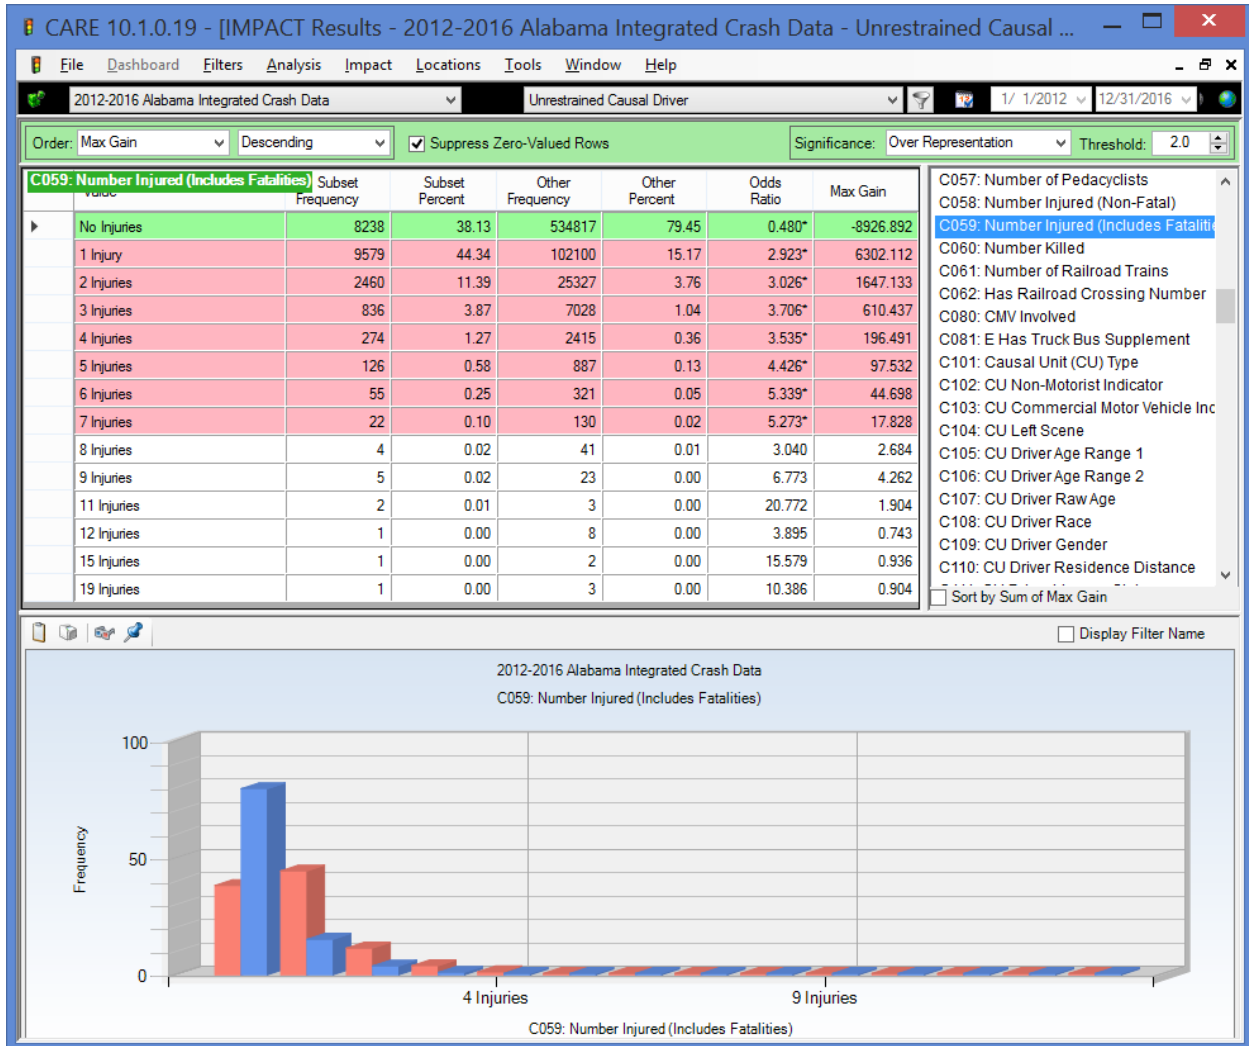 CARE 10.1.0.19 - [IMPACT Results - 2012-2016 Alabama Integrated Crash Data - Unrestrained Causal ...
File Dashboard Filters Analysis Impact Locations Tools Window Help
2012-2016 Alabama Integrated Crash Data Unrestrained Causal Driver 1/ 1/2012 12/31/2016
Order: Max Gain Descending Suppress Zero-Valued Rows Significance: Over Representation Threshold: 2.0
C059: Number Injured (Includes Fatalities) Subset Frequency Subset Percent Other Frequency Other Percent Odds Ratio Max Gain
No Injuries 8238 38.13 534817 79.45 0.480* -8926.892
1 Injury 9579 44.34 102100 15.17 2.923* 6302.112
2 Injuries 2460 11.39 25327 3.76 3.026* 1647.133
3 Injuries 836 3.87 7028 1.04 3.706* 610.437
4 Injuries 274 1.27 2415 0.36 3.535* 196.491
5 Injuries 126 0.58 887 0.13 4.426* 97.532
6 Injuries 55 0.25 321 0.05 5.339* 44.698
7 Injuries 22 0.10 130 0.02 5.273* 17.828
8 Injuries 4 0.02 41 0.01 3.040 2.684
9 Injuries 5 0.02 23 0.00 6.773 4.262
11 Injuries 2 0.01 3 0.00 20.772 1.904
12 Injuries 1 0.00 8 0.00 3.895 0.743
15 Injuries 1 0.00 2 0.00 15.579 0.936
19 Injuries 1 0.00 3 0.00 10.386 0.904
C057: Number of Pedacyclists
C058: Number Injured (Non-Fatal)
C059: Number Injured (Includes Fatalitie
C060: Number Killed
C061: Number of Railroad Trains
C062: Has Railroad Crossing Number
C080: CMV Involved
C081: E Has Truck Bus Supplement
C101: Causal Unit (CU) Type
C102: CU Non-Motorist Indicator
C103: CU Commercial Motor Vehicle Inc
C104: CU Left Scene
C105: CU Driver Age Range 1
C106: CU Driver Age Range 2
C107: CU Driver Raw Age
C108: CU Driver Race
C109: CU Driver Gender
C110: CU Driver Residence Distance
Sort by Sum of Max Gain
Display Filter Name
2012-2016 Alabama Integrated Crash Data
C059: Number Injured (Includes Fatalities)
100
50
0
Frequency
4 Injuries 9 Injuries
C059: Number Injured (Includes Fatalities)